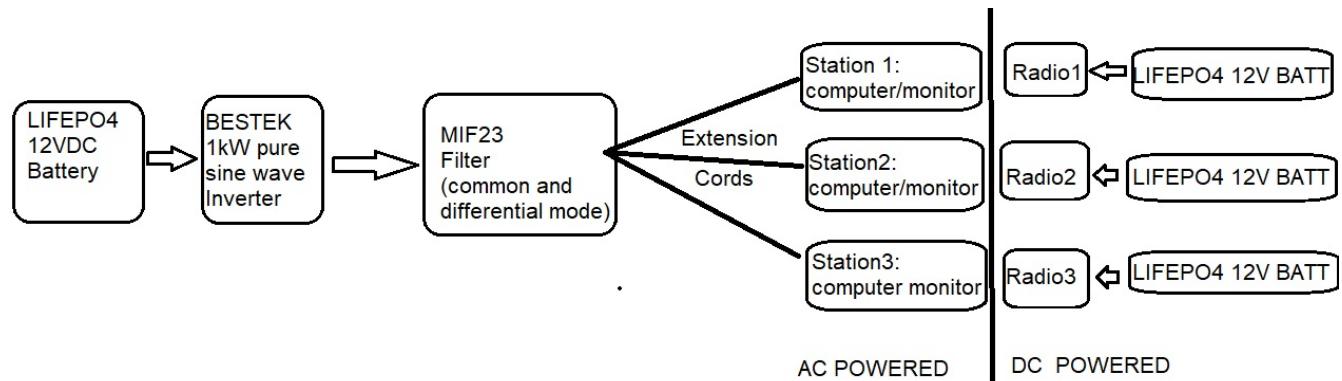 LIFEPO4
12VDC
Battery
BESTEK
1kW pure
sine wave
Inverter
MIF23
Filter
(common and
differential mode)
Extension
Cords
Station 1:
computer/monitor
Station2:
computer/monitor
Station3:
computer monitor
Radio1
LIFEPO4 12V BATT
Radio2
LIFEPO4 12V BATT
Radio3
LIFEPO4 12V BATT
AC POWERED
DC POWERED